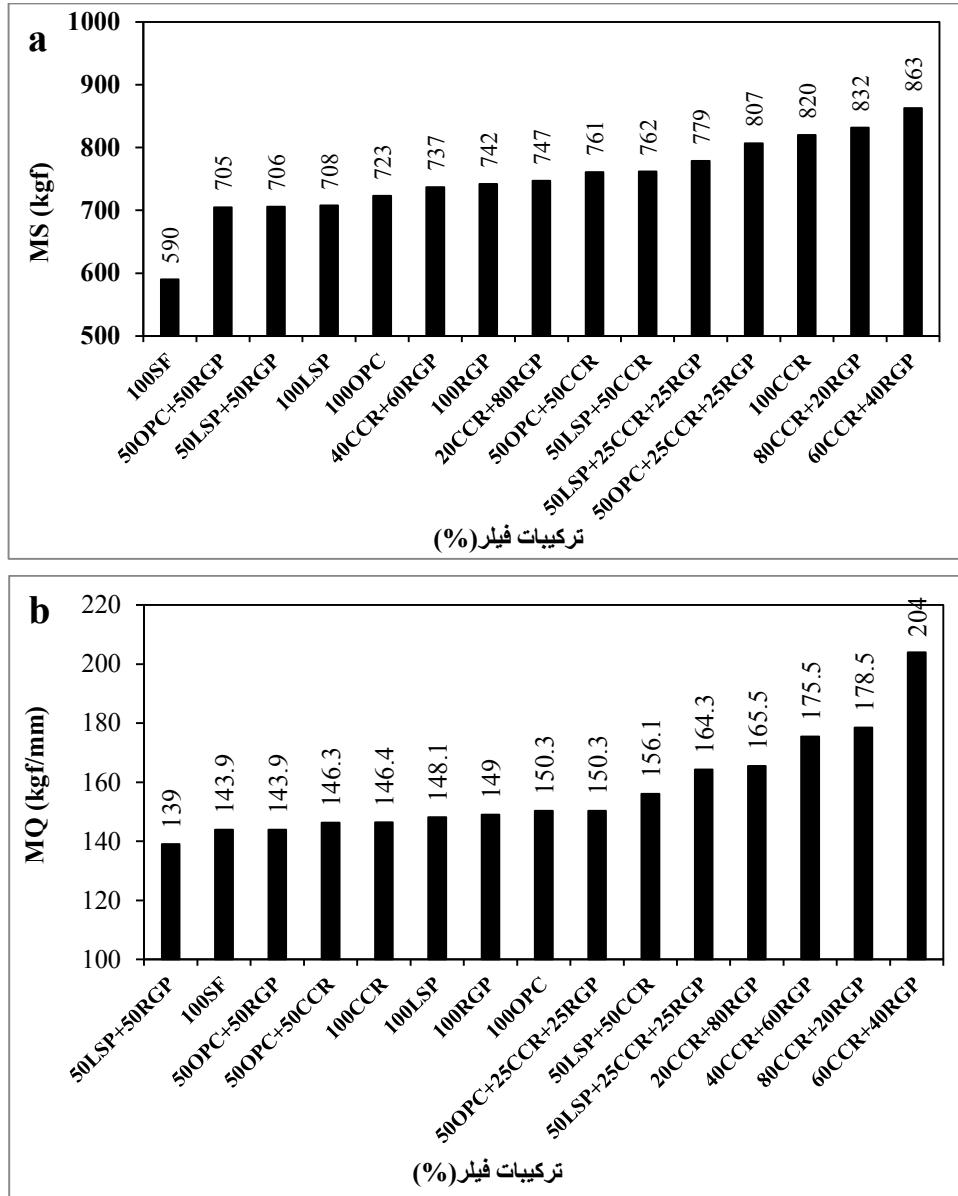 a
MS (kgf)
1000
900
800
700
600
500
590
705
706
708
723
737
742
747
761
762
779
807
820
832
863
100SF
50OPC+50RGP
50LSP+50RGP
100LSP
100OPC
40CCR+60RGP
100RGP
20CCR+80RGP
50OPC+50CCR
50LSP+50CCR
50LSP+25CCR+25RGP
50OPC+25CCR+25RGP
100CCR
80CCR+20RGP
60CCR+40RGP
تركيبات فيلر(%)
b
MQ (kgf/mm)
220
200
180
160
140
120
100
139
143.9
143.9
146.3
146.4
148.1
149
150.3
150.3
156.1
164.3
165.5
175.5
178.5
204
50LSP+50RGP
100SF
50OPC+50RGP
50OPC+50CCR
100CCR
100LSP
100RGP
100OPC
50OPC+25CCR+25RGP
50LSP+50CCR
50LSP+25CCR+25RGP
20CCR+80RGP
40CCR+60RGP
80CCR+20RGP
60CCR+40RGP
تركيبات فيلر(%)